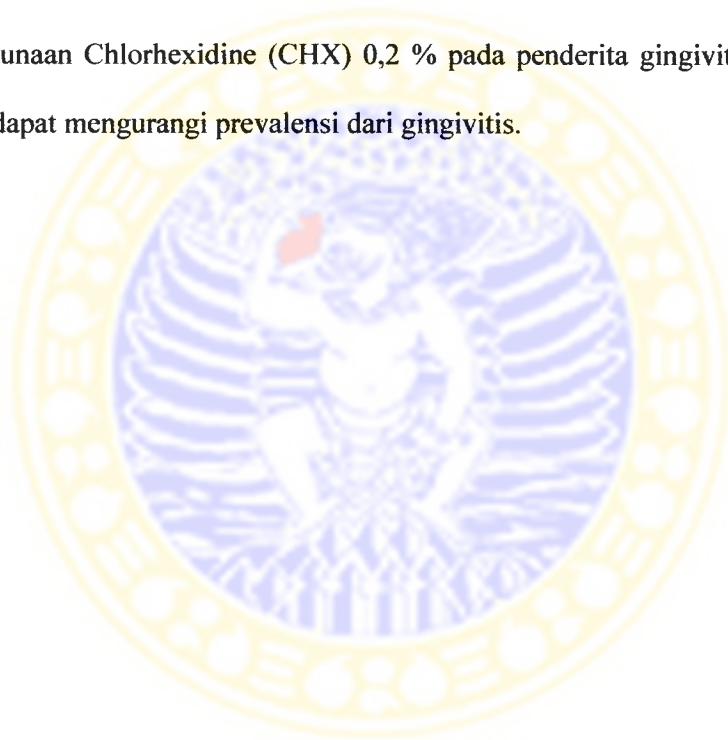 unaan Chlorhexidine (CHX) 0,2 % pada penderita gingivit
dapat mengurangi prevalensi dari gingivitis.